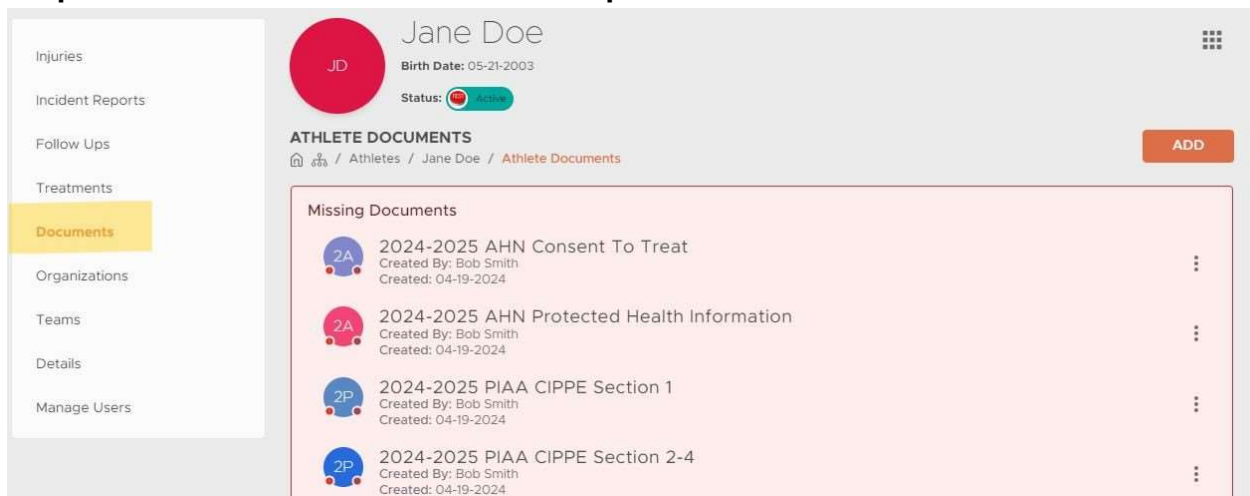 Injuries
Incident Reports
Follow Ups
Treatments
Documents
Organizations
Teams
Details
Manage Users
JD
Jane Doe
Birth Date: 05-21-2003
Status: Active
ATHLETE DOCUMENTS
/ Athletes / Jane Doe / Athlete Documents
ADD
Missing Documents
2A
2024-2025 AHN Consent To Treat
Created By: Bob Smith
Created: 04-19-2024
2A
2024-2025 AHN Protected Health Information
Created By: Bob Smith
Created: 04-19-2024
2P
2024-2025 PIAA CIPPE Section 1
Created By: Bob Smith
Created: 04-19-2024
2P
2024-2025 PIAA CIPPE Section 2-4
Created By: Bob Smith
Created: 04-19-2024